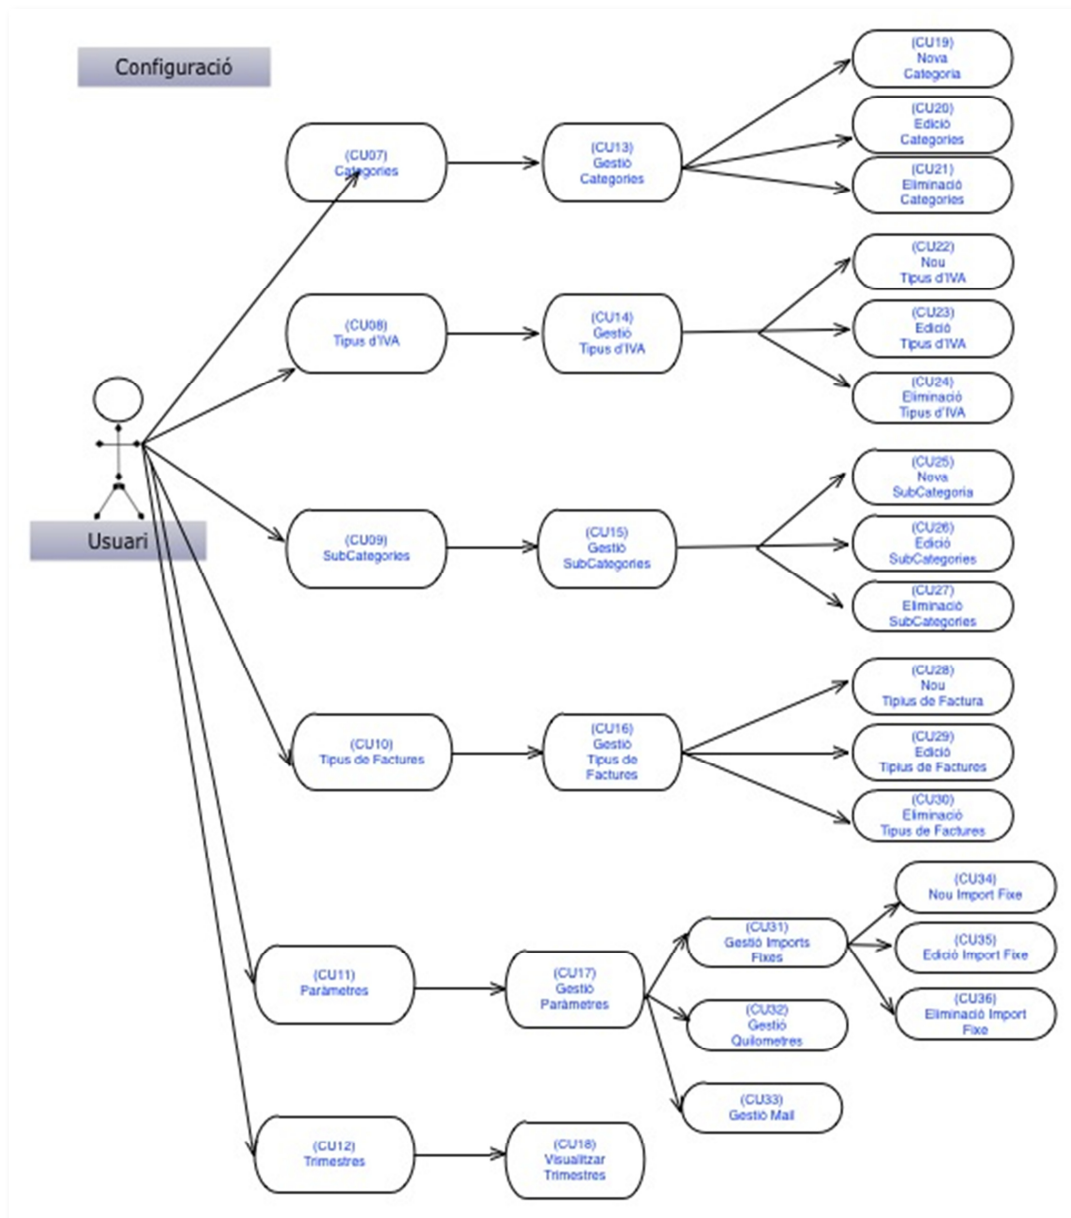 Configuració
(CU07)
Categories
(CU13)
Gestió
Categories
(CU19)
Nova
Categoria
(CU20)
Edició
Categories
(CU21)
Eliminació
Categories
(CU08)
Tipus d'IVA
(CU14)
Gestió
Tipus d'IVA
(CU22)
Nou
Tipus d'IVA
(CU23)
Edició
Tipus d'IVA
(CU24)
Eliminació
Tipus d'IVA
Usuari
(CU09)
SubCategories
(CU15)
Gestió
SubCategories
(CU25)
Nova
SubCategoria
(CU26)
Edició
SubCategories
(CU27)
Eliminació
SubCategories
(CU10)
Tipus de Factures
(CU16)
Gestió
Tipus de
Factures
(CU28)
Nou
Tipius de Factura
(CU29)
Edició
Tipius de Factures
(CU30)
Eliminació
Tipus de Factures
(CU11)
Paràmetres
(CU17)
Gestió
Paràmetres
(CU31)
Gestió Imports
Fixes
(CU34)
Nou Import Fixe
(CU35)
Edició Import Fixe
(CU36)
Eliminació Import
Fixe
(CU32)
Gestió
Quilometres
(CU33)
Gestió Mail
(CU12)
Trimestres
(CU18)
Visualitzar
Trimestres